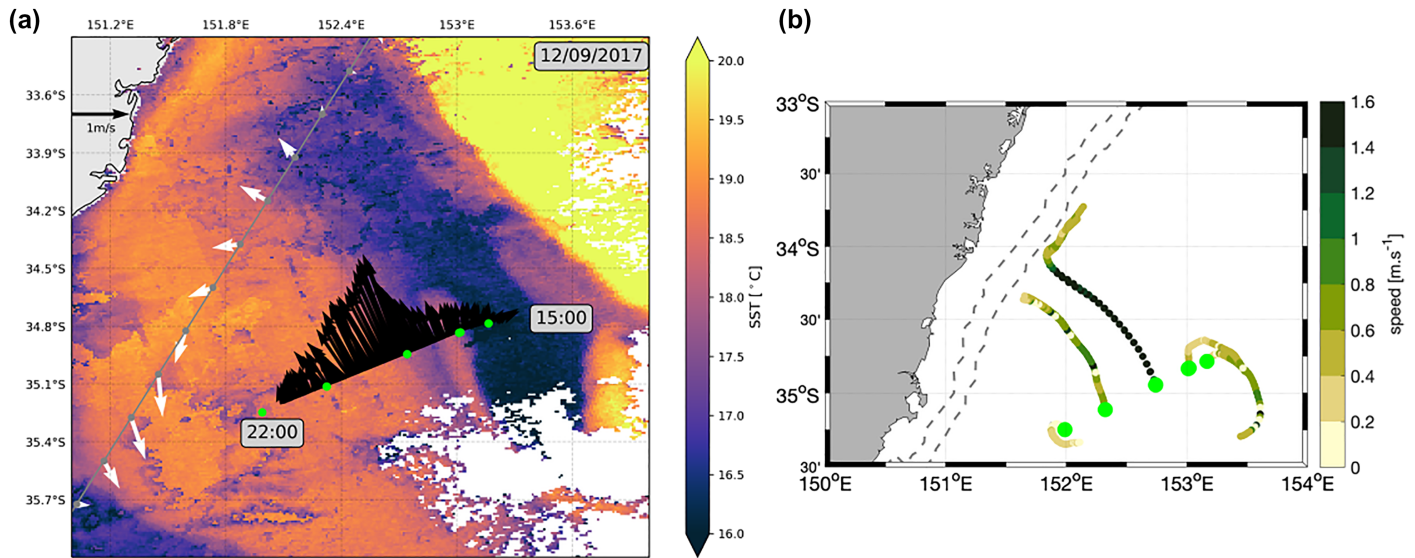 (a)
151.2°E 151.8°E 152.4°E 153°E 153.6°E
12/09/2017
33.6°S
1m/s
33.9°S
34.2°S
34.5°S
34.8°S
35.1°S
35.4°S
35.7°S
15:00
22:00
20.0
19.5
19.0
18.5
18.0
17.5
17.0
16.5
16.0
SST [°C]
(b)
33°S
30'
34°S
30'
35°S
30'
150°E 151°E 152°E 153°E 154°E
1.6
1.4
1.2
1
0.8
0.6
0.4
0.2
0
speed [m.s⁻¹]